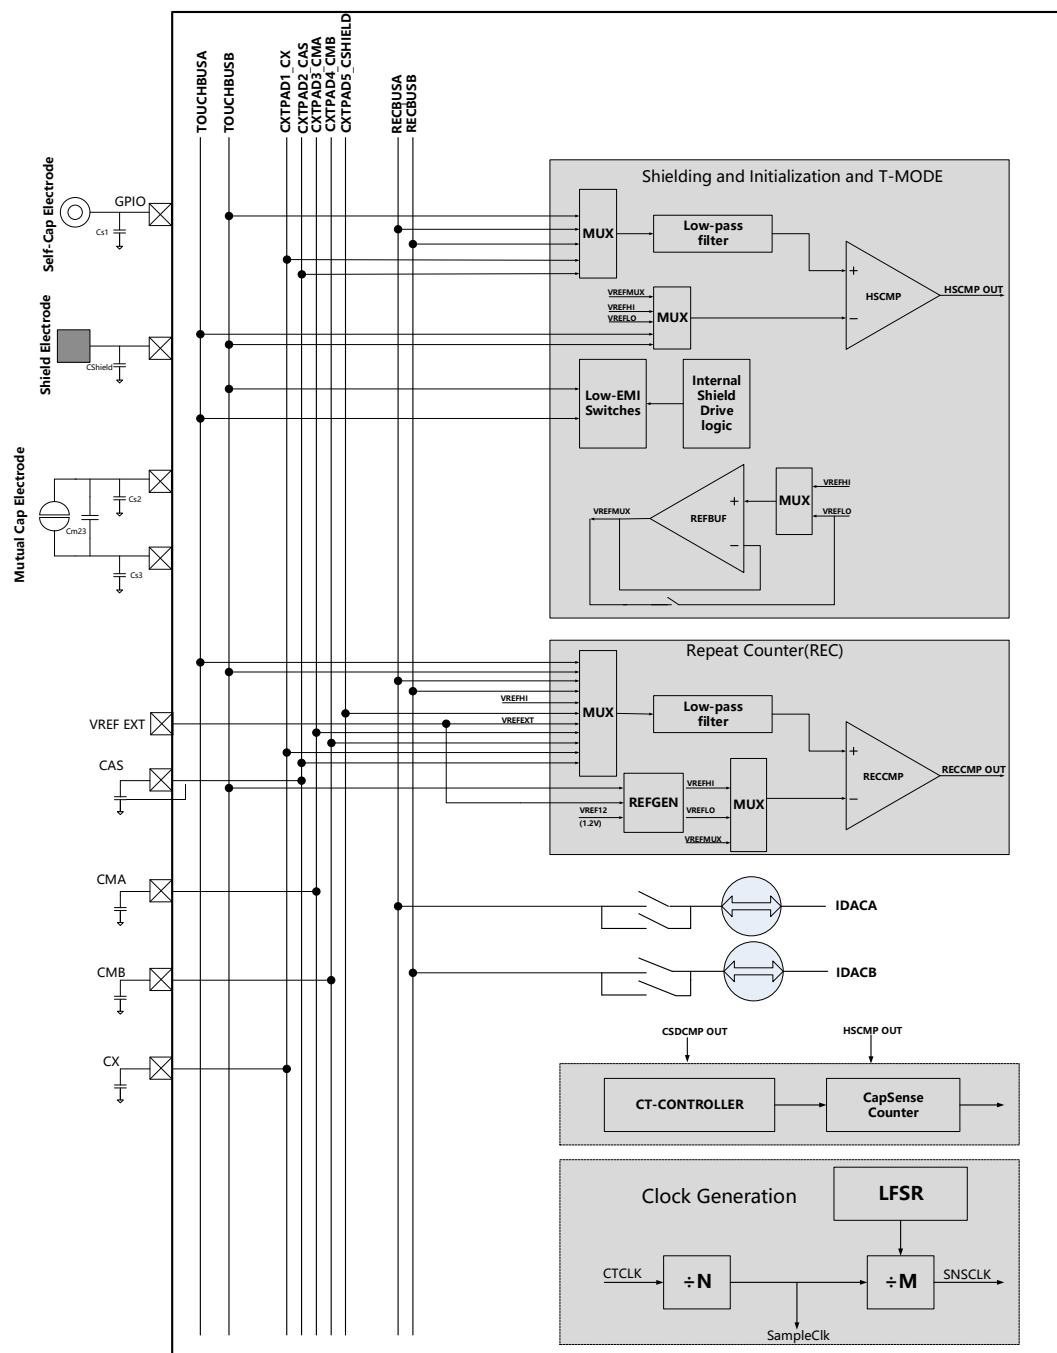 TOUCHBUSA
TOUCHBUSB
CXTPAD1_CX
CXTPAD2_CAS
CXTPAD3_CMA
CXTPAD4_CMB
CXTPAD5_CSHIELD
RECBUSA
RECBUSB
Self-Cap Electrode
GPIO
Cs1
Shield Electrode
CShield
Mutual Cap Electrode
Cs2
Cm23
Cs3
Shielding and Initialization and T-MODE
MUX
Low-pass
filter
HSCMP
+
−
HSCMP OUT
VREFMUX
VREFHI
VREFLO
MUX
Low-EMI
Switches
Internal
Shield
Drive
logic
VREFMUX
REFBUF
+
−
MUX
VREFHI
VREFLO
Repeat Counter(REC)
VREFHI
VREFEXT
MUX
Low-pass
filter
+
−
RECCMP
RECCMP OUT
VREF EXT
CAS
VREF12
(1.2V)
REFGEN
VREFHI
VREFLO
VREFMUX
MUX
CMA
IDACA
CMB
IDACB
CX
CSDCMP OUT
HSCMP OUT
CT-CONTROLLER
CapSense
Counter
Clock Generation
LFSR
CTCLK
÷N
÷M
SNSCLK
SampleClk